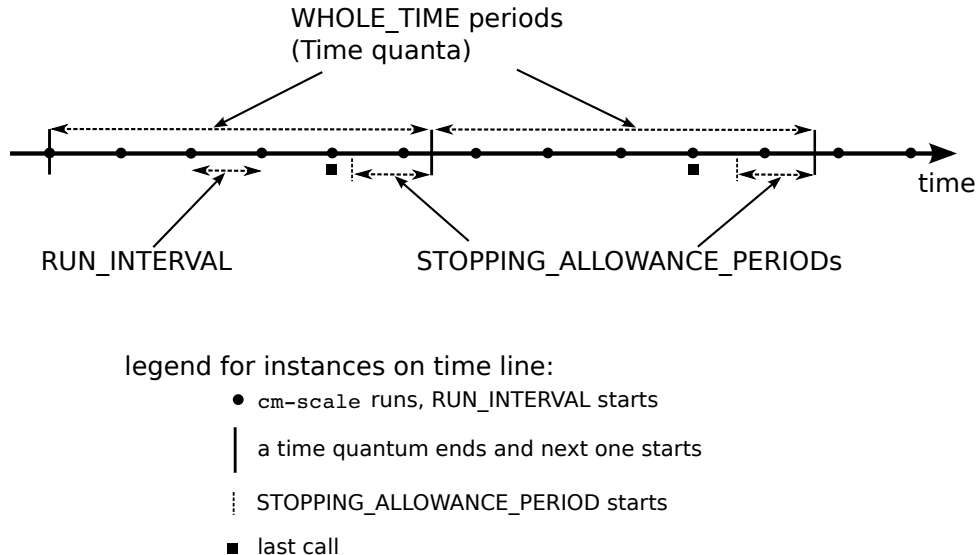 WHOLE_TIME periods
(Time quanta)
time
RUN_INTERVAL
STOPPING_ALLOWANCE_PERIODs
legend for instances on time line:
cm-scale runs, RUN_INTERVAL starts
a time quantum ends and next one starts
STOPPING_ALLOWANCE_PERIOD starts
last call